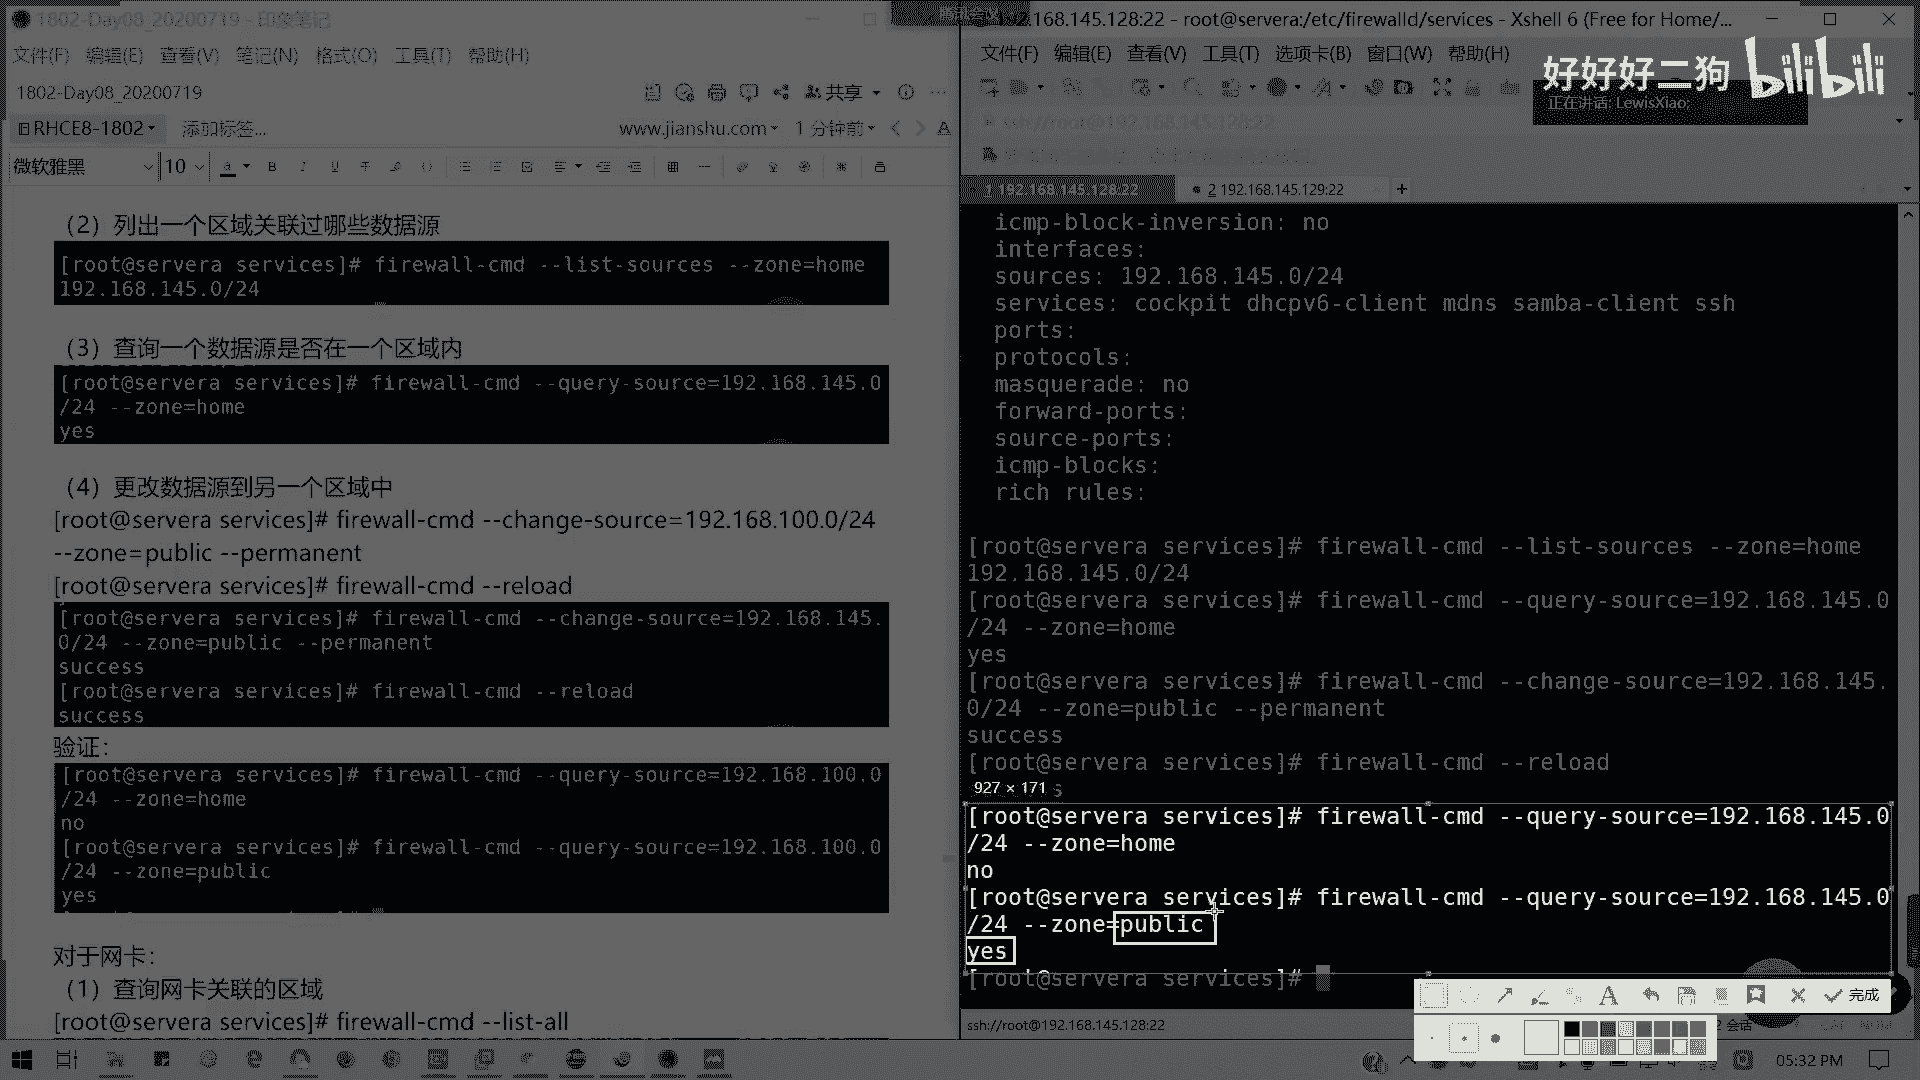 1802-Day08_20200719 - 印象笔记
文件(F) 编辑(E) 查看(V) 笔记(N) 格式(O) 工具(T) 帮助(H)
1802-Day08_20200719
共享
RHCE8-1802
添加标签...
www.jianshu.com
1 分钟前
微软雅黑
10
（2）列出一个区域关联过哪些数据源
[root@servera services]# firewall-cmd --list-sources --zone=home
192.168.145.0/24
（3）查询一个数据源是否在一个区域内
[root@servera services]# firewall-cmd --query-source=192.168.145.0
/24 --zone=home
yes
（4）更改数据源到另一个区域中
[root@servera services]# firewall-cmd --change-source=192.168.100.0/24
--zone=public --permanent
[root@servera services]# firewall-cmd --reload
[root@servera services]# firewall-cmd --change-source=192.168.145.
0/24 --zone=public --permanent
success
[root@servera services]# firewall-cmd --reload
success
验证：
[root@servera services]# firewall-cmd --query-source=192.168.100.0
/24 --zone=home
no
[root@servera services]# firewall-cmd --query-source=192.168.100.0
/24 --zone=public
yes
对于网卡：
（1）查询网卡关联的区域
[root@servera services]# firewall-cmd --list-all
.168.145.128:22 - root@servera:/etc/firewalld/services - Xshell 6 (Free for Home/...
文件(F) 编辑(E) 查看(V) 工具(T) 选项卡(B) 窗口(W) 帮助(H)
好好好二狗 bilibili
正在讲话: LewisXiao;
ssh://root@192.168.145.128:22
1 192.168.145.128:22
2 192.168.145.129:22
icmp-block-inversion: no
interfaces:
sources: 192.168.145.0/24
services: cockpit dhcpv6-client mdns samba-client ssh
ports:
protocols:
masquerade: no
forward-ports:
source-ports:
icmp-blocks:
rich rules:
[root@servera services]# firewall-cmd --list-sources --zone=home
192.168.145.0/24
[root@servera services]# firewall-cmd --query-source=192.168.145.0
/24 --zone=home
yes
[root@servera services]# firewall-cmd --change-source=192.168.145.
0/24 --zone=public --permanent
success
[root@servera services]# firewall-cmd --reload
927 × 171
[root@servera services]# firewall-cmd --query-source=192.168.145.0
/24 --zone=home
no
[root@servera services]# firewall-cmd --query-source=192.168.145.0
/24 --zone=public
yes
[root@servera services]#
完成
ssh://root@192.168.145.128:22
2 会话
05:32 PM